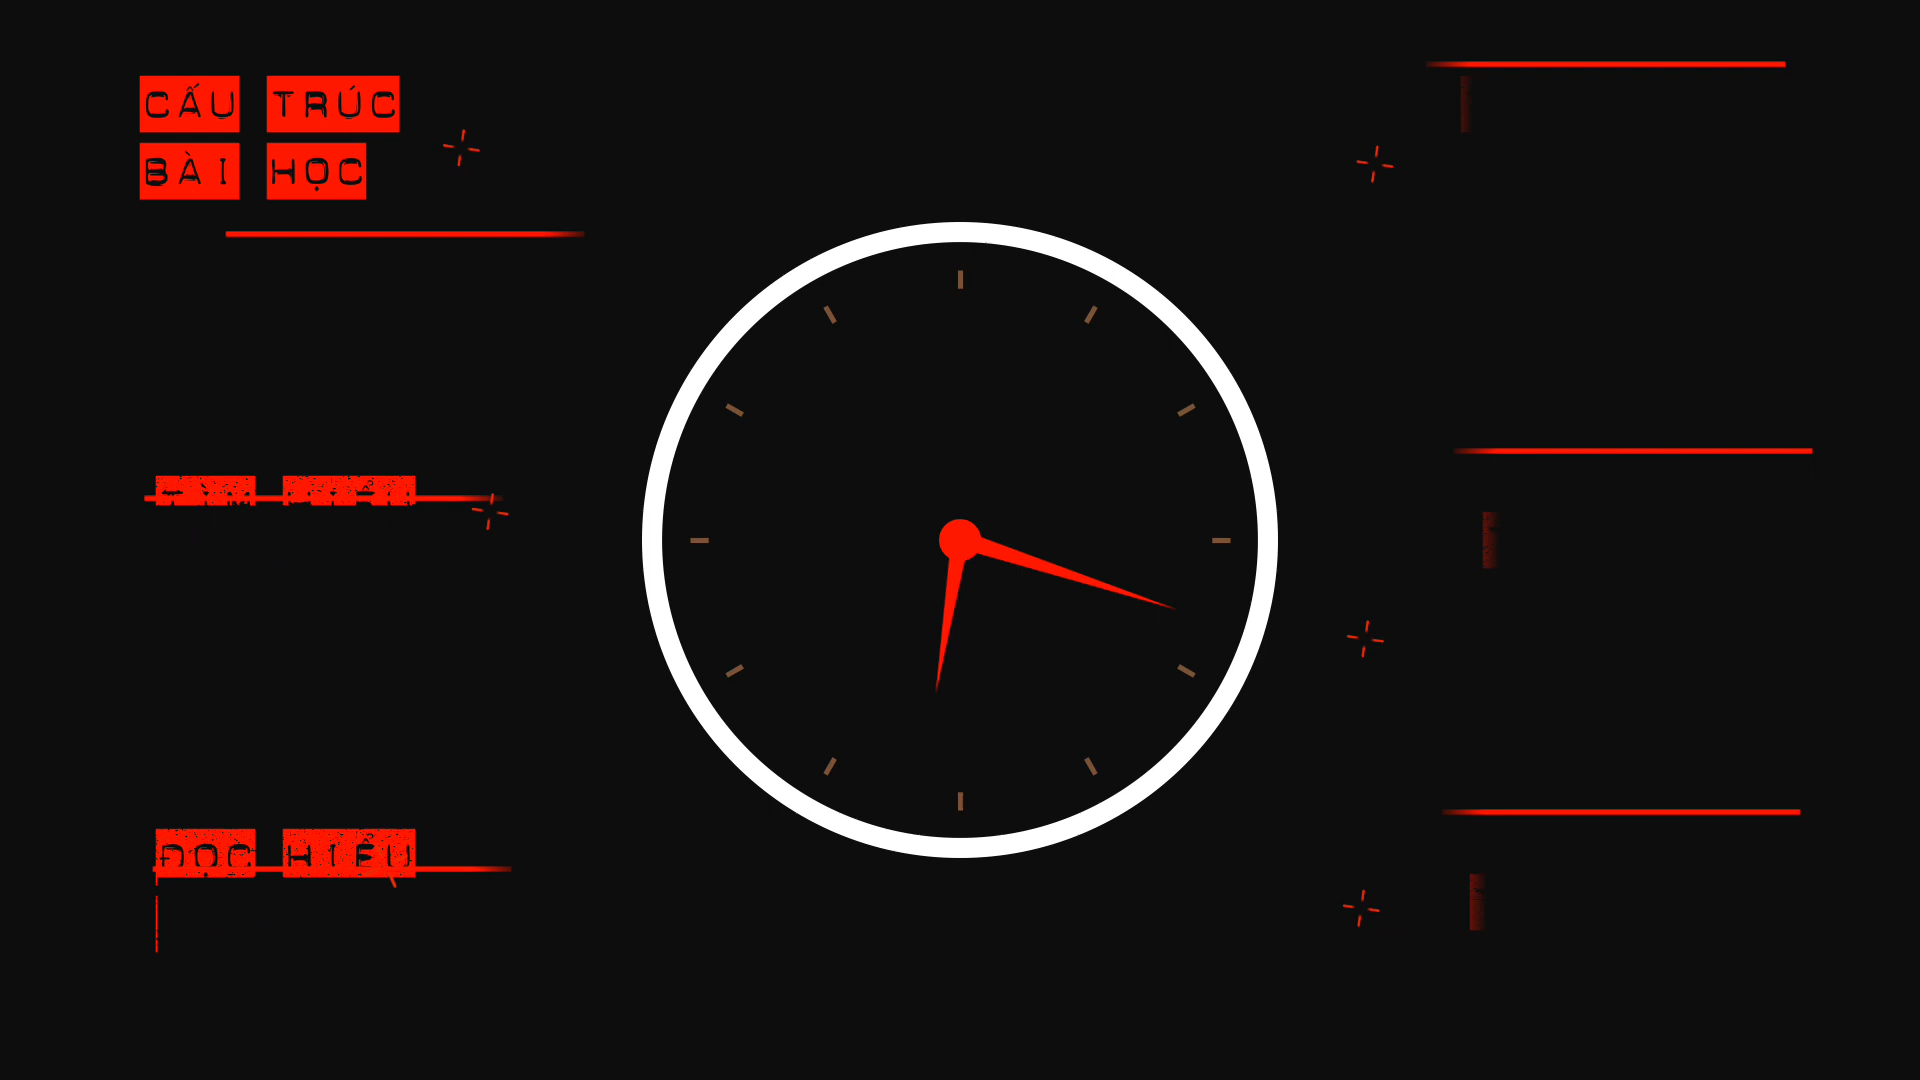 CẤU TRÚC
BÀI HỌC
ĐỌC HIỂU